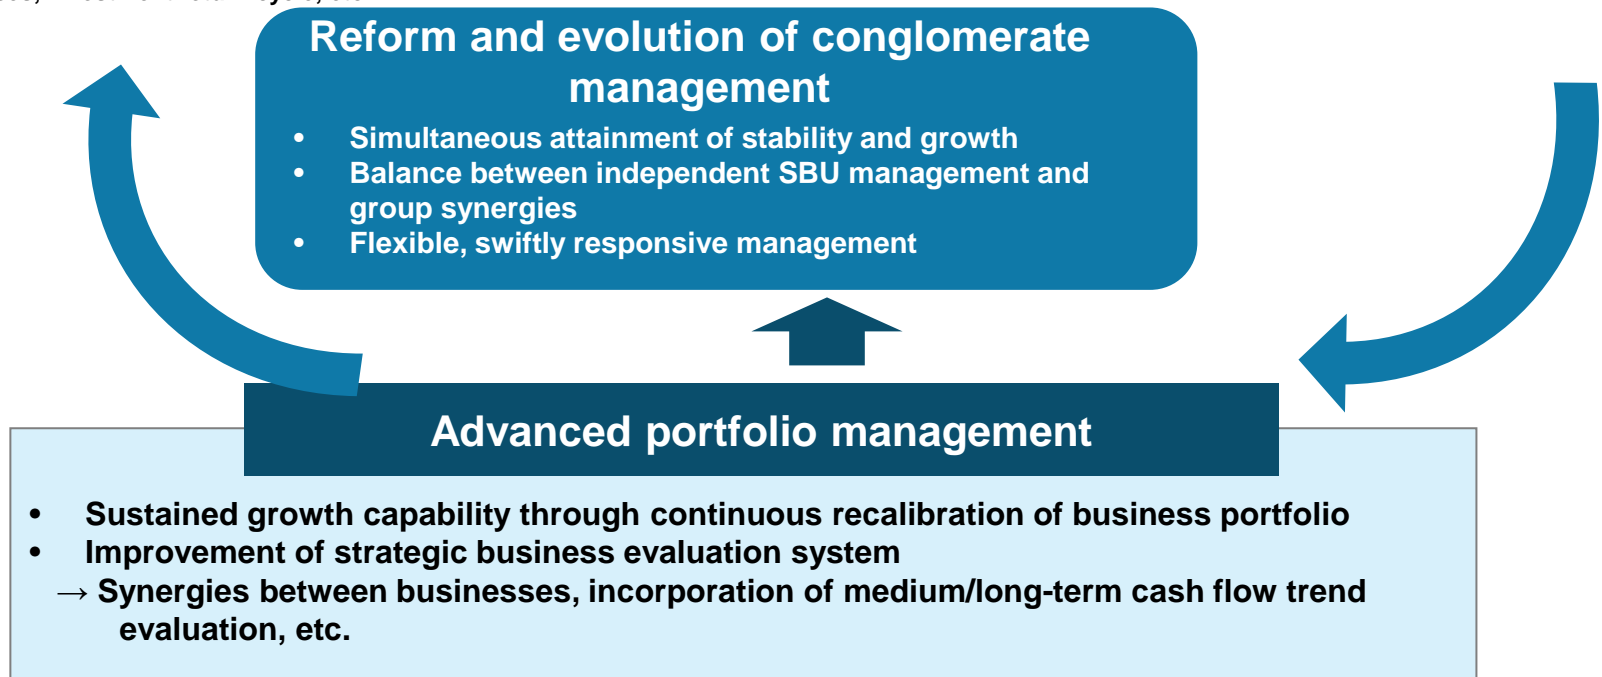 Reform and evolution of conglomerate
management
• Simultaneous attainment of stability and growth
• Balance between independent SBU management and
group synergies
• Flexible, swiftly responsive management
Advanced portfolio management
• Sustained growth capability through continuous recalibration of business portfolio
• Improvement of strategic business evaluation system
→ Synergies between businesses, incorporation of medium/long-term cash flow trend
evaluation, etc.